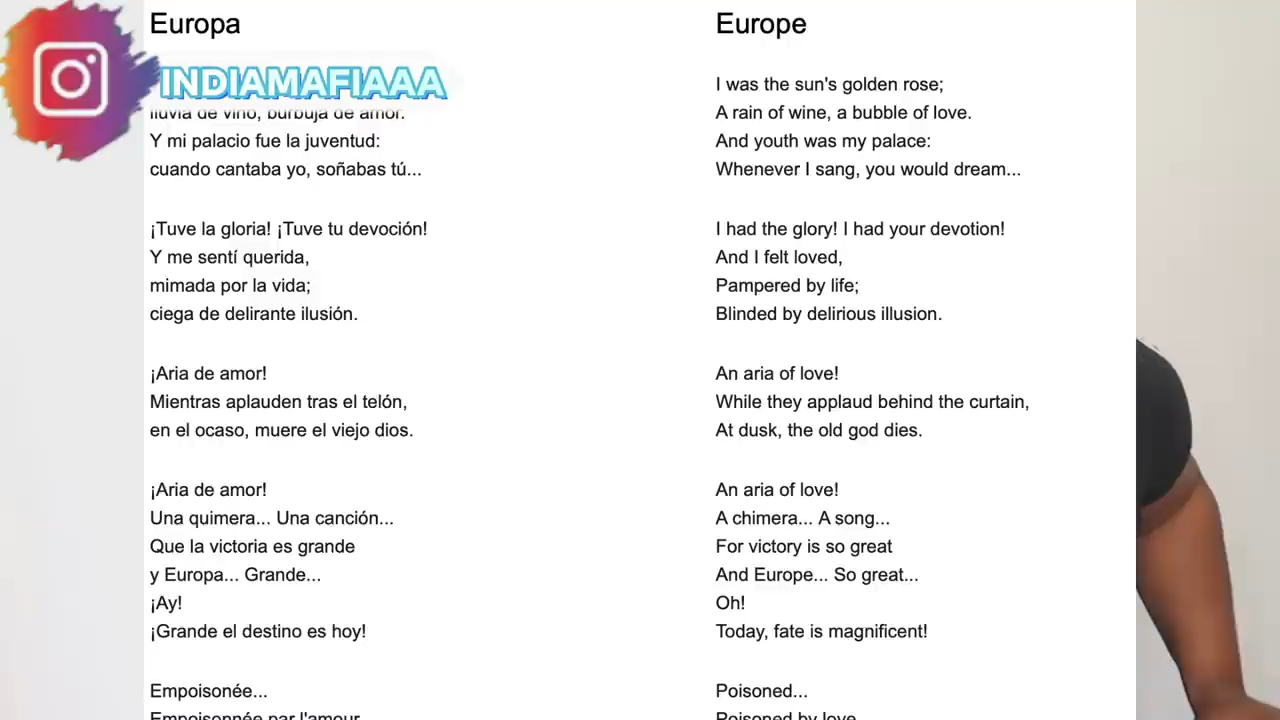 Europa
INDIAMAFIAAA
lluvia de vino, burbuja de amor.
Y mi palacio fue la juventud:
cuando cantaba yo, soñabas tú...
¡Tuve la gloria! ¡Tuve tu devoción!
Y me sentí querida,
mimada por la vida;
ciega de delirante ilusión.
¡Aria de amor!
Mientras aplauden tras el telón,
en el ocaso, muere el viejo dios.
¡Aria de amor!
Una quimera... Una canción...
Que la victoria es grande
y Europa... Grande...
¡Ay!
¡Grande el destino es hoy!
Empoisonée...
Empoisonnée par l'amour
Europe
I was the sun's golden rose;
A rain of wine, a bubble of love.
And youth was my palace:
Whenever I sang, you would dream...
I had the glory! I had your devotion!
And I felt loved,
Pampered by life;
Blinded by delirious illusion.
An aria of love!
While they applaud behind the curtain,
At dusk, the old god dies.
An aria of love!
A chimera... A song...
For victory is so great
And Europe... So great...
Oh!
Today, fate is magnificent!
Poisoned...
Poisoned by love